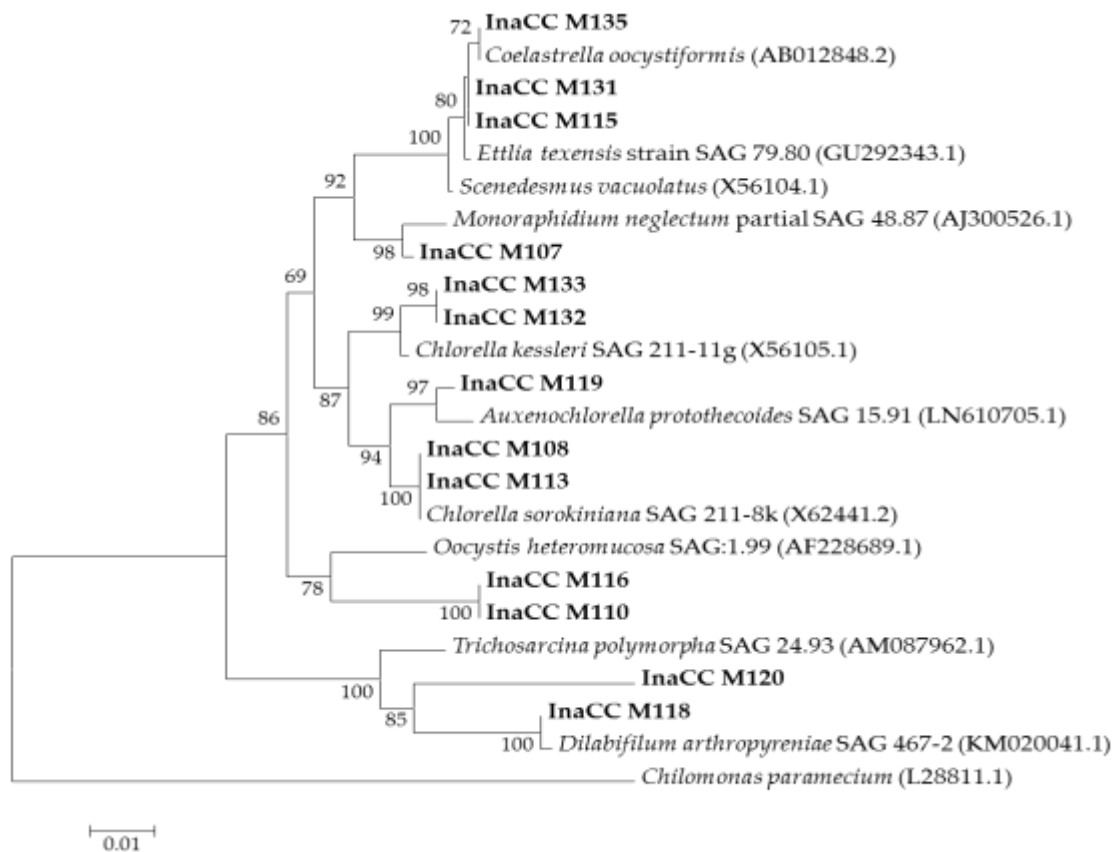 72
InaCC M135
Coelastrella oocystiformis (AB012848.2)
InaCC M131
80
InaCC M115
100
Ettlia texensis strain SAG 79.80 (GU292343.1)
92
Scenedesmus vacuolatus (X56104.1)
Monoraphidium neglectum partial SAG 48.87 (AJ300526.1)
98
InaCC M107
69
98
InaCC M133
99
InaCC M132
Chlorella kessleri SAG 211-11g (X56105.1)
87
97
InaCC M119
86
Auxenochlorella protothecoides SAG 15.91 (LN610705.1)
94
InaCC M108
InaCC M113
100
Chlorella sorokiniana SAG 211-8k (X62441.2)
Oocystis heteromucosa SAG:1.99 (AF228689.1)
78
InaCC M116
100
InaCC M110
Trichosarcina polymorpha SAG 24.93 (AM087962.1)
100
InaCC M120
85
InaCC M118
100
Dilabifilum arthropyreniae SAG 467-2 (KM020041.1)
Chilomonas paramecium (L28811.1)
0.01